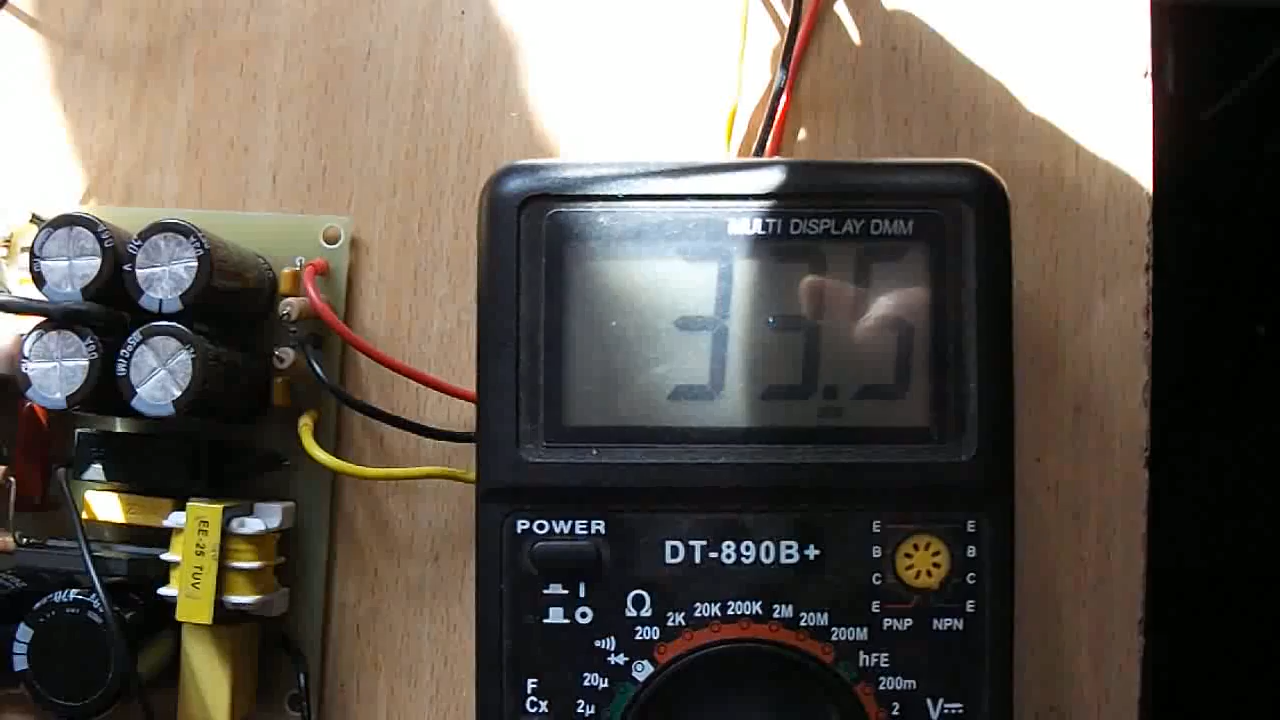 MULTI DISPLAY DMM
33.5
POWER
DT-890B+
E E
B B
C C
E E
PNP NPN
Ω
200 2K 20K 200K 2M 20M 200M
hFE
20µ
200m
F
Cx
2µ
2
V
EE-25 TUV